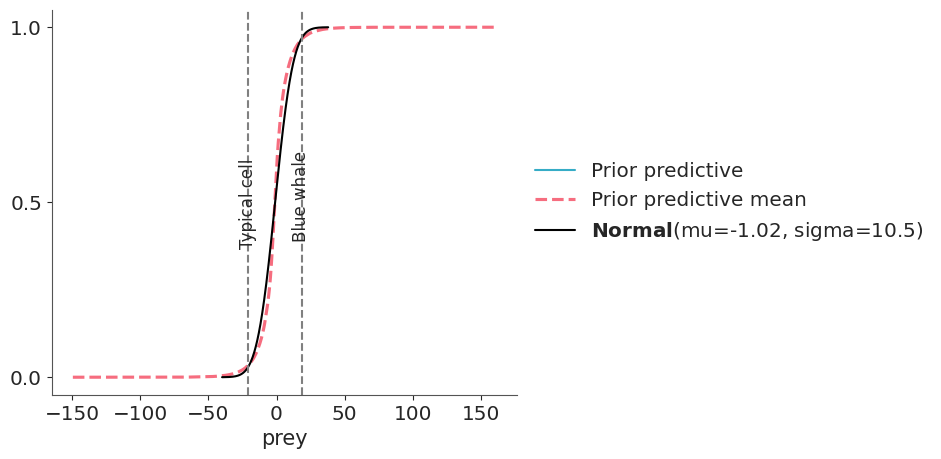 1.0
0.5
0.0
Typical cell
Blue whale
−150
−100
−50
0
50
100
150
prey
Prior predictive
Prior predictive mean
Normal(mu=-1.02, sigma=10.5)